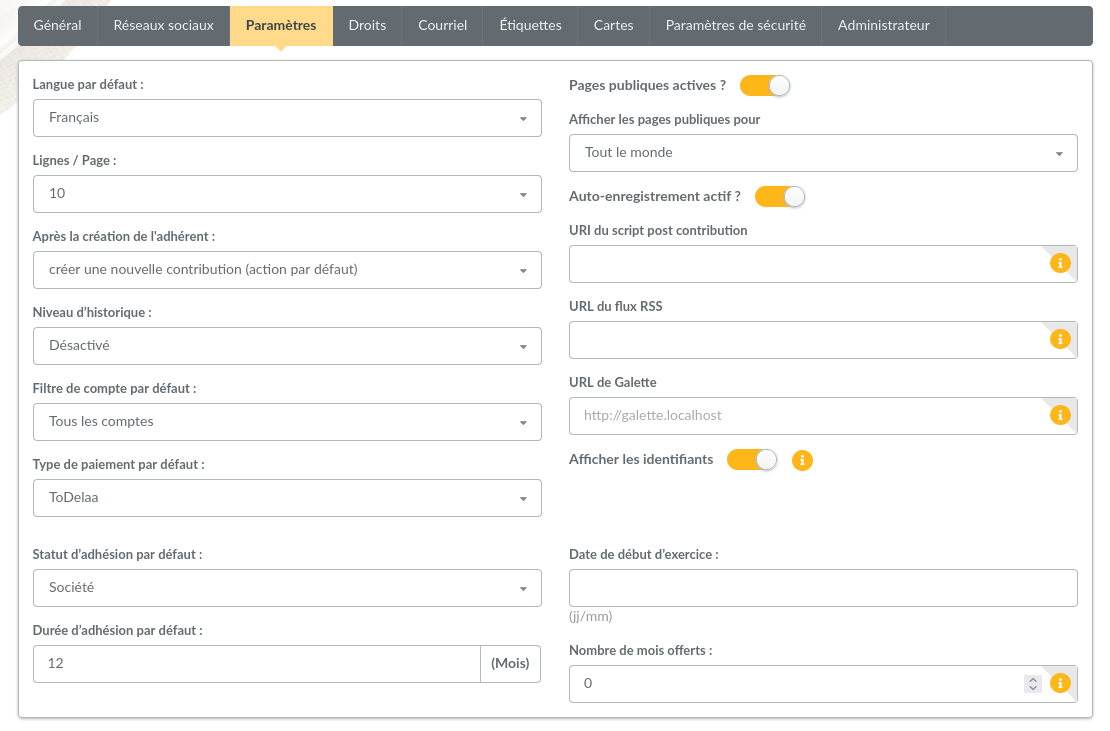 Général Réseaux sociaux Paramètres Droits Courriel Étiquettes Cartes Paramètres de sécurité Administrateur
Langue par défaut :
Français
Lignes / Page :
10
Après la création de l'adhérent :
créer une nouvelle contribution (action par défaut)
Niveau d’historique :
Désactivé
Filtre de compte par défaut :
Tous les comptes
Type de paiement par défaut :
ToDelaa
Pages publiques actives ?
Afficher les pages publiques pour
Tout le monde
Auto-enregistrement actif ?
URI du script post contribution
URL du flux RSS
URL de Galette
http://galette.localhost
Afficher les identifiants
Statut d’adhésion par défaut :
Société
Durée d’adhésion par défaut :
12 (Mois)
Date de début d’exercice :
(jj/mm)
Nombre de mois offerts :
0